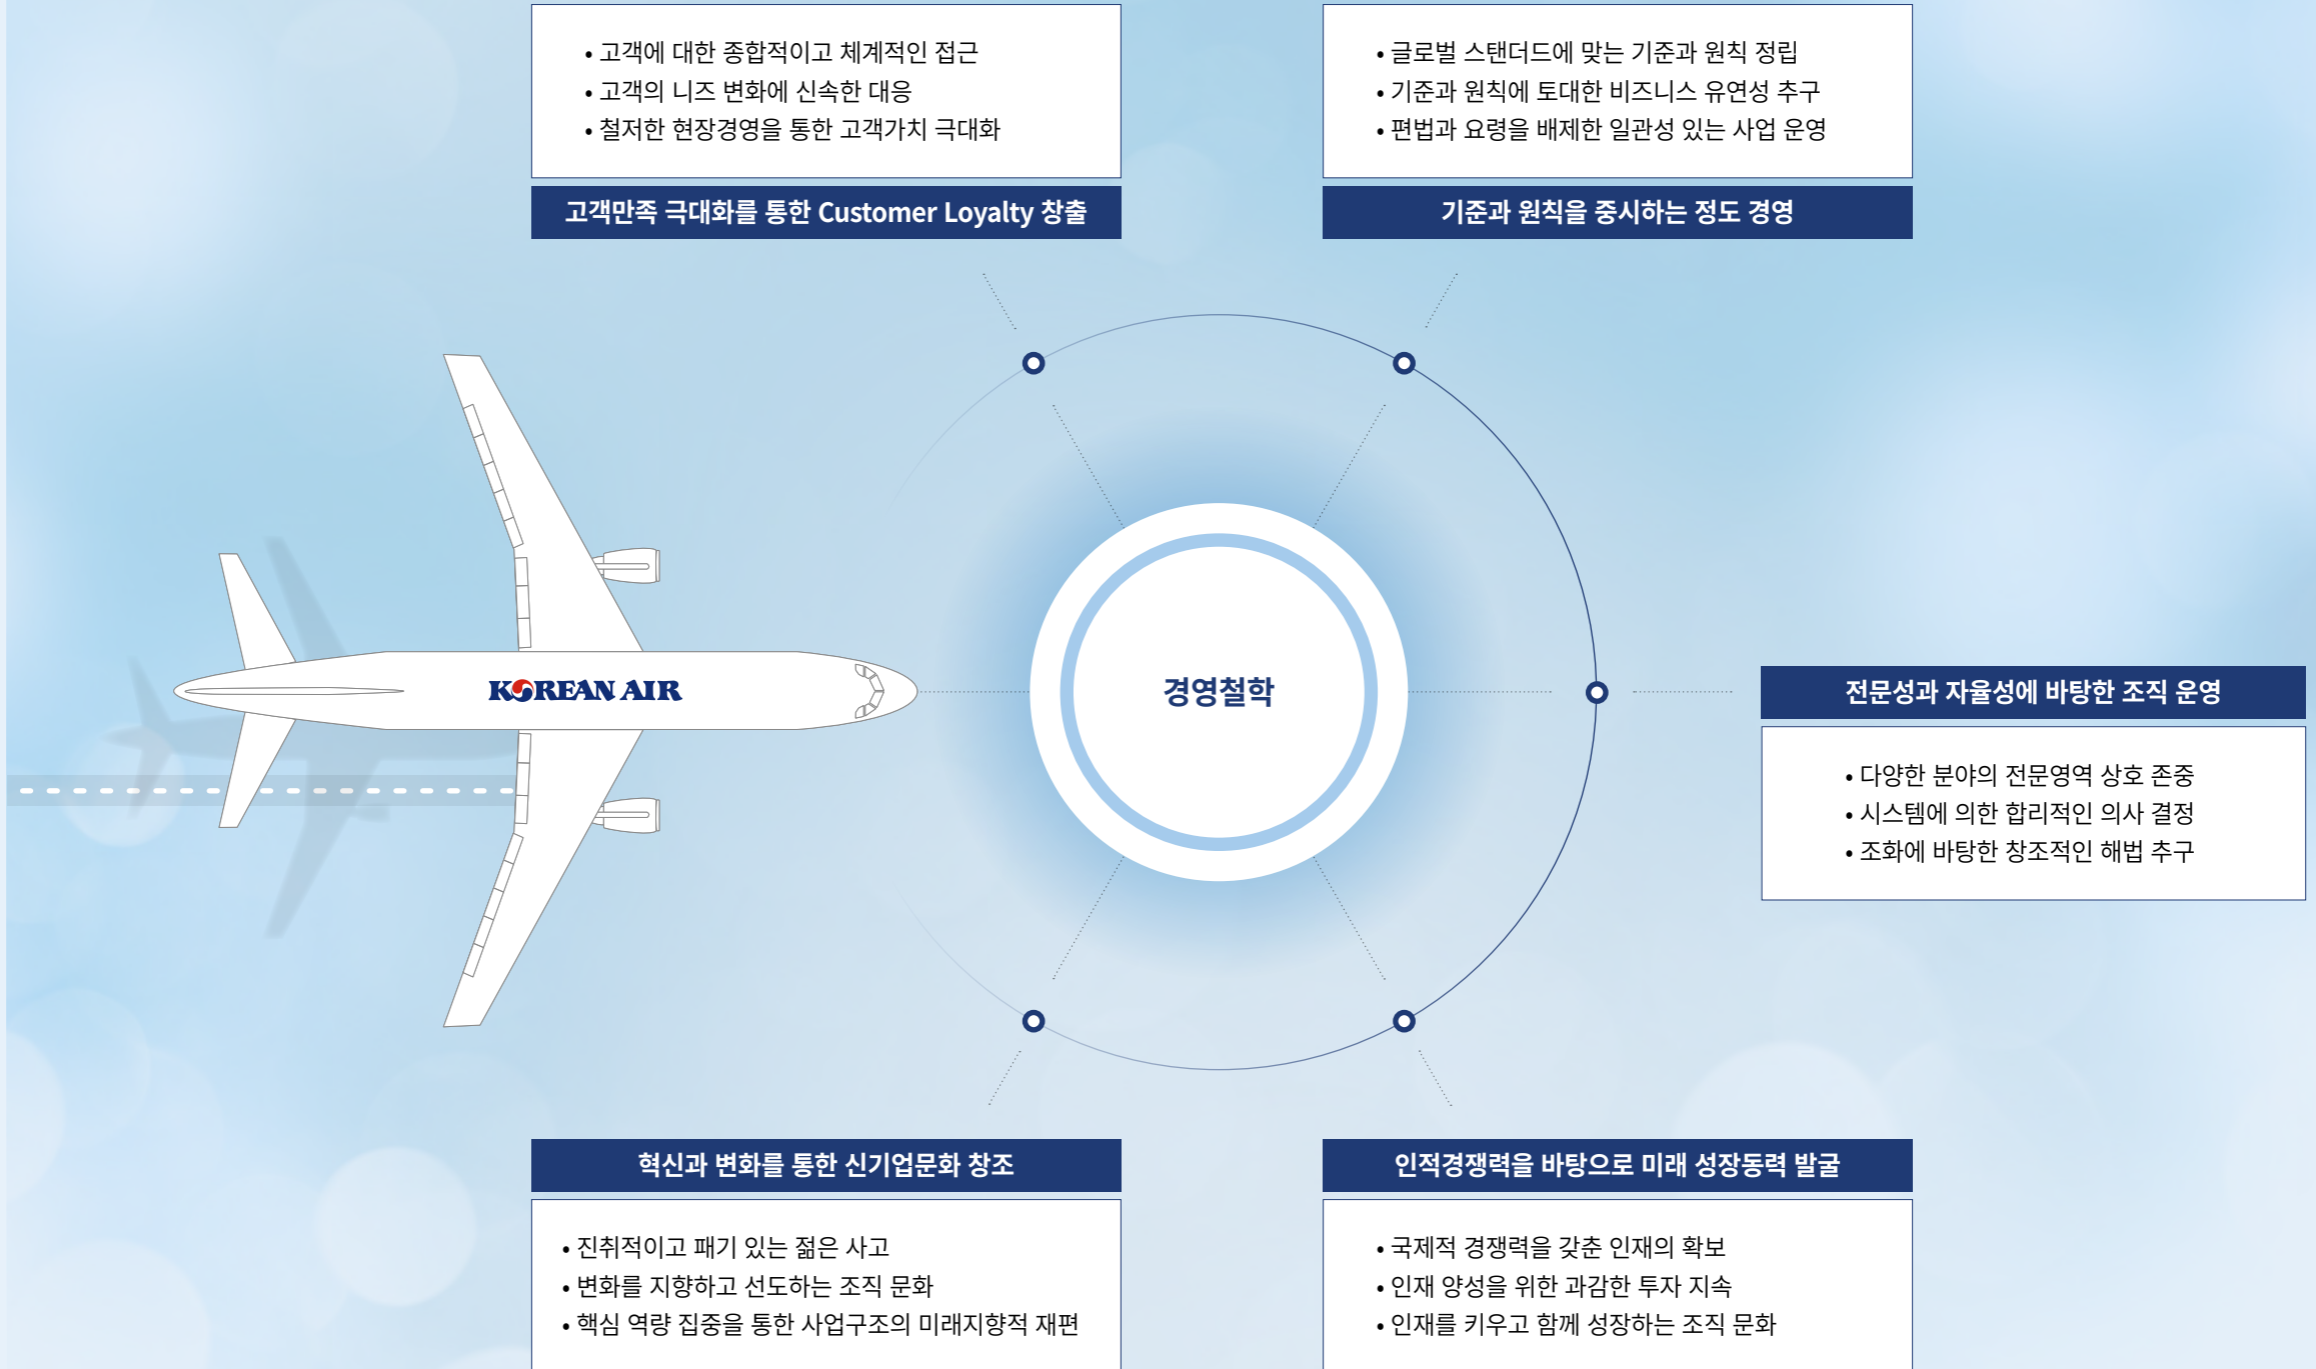 • 고객에 대한 종합적이고 체계적인 접근
• 고객의 니즈 변화에 신속한 대응
• 철저한 현장경영을 통한 고객가치 극대화
고객만족 극대화를 통한 Customer Loyalty 창출
• 글로벌 스탠더드에 맞는 기준과 원칙 정립
• 기준과 원칙에 토대한 비즈니스 유연성 추구
• 편법과 요령을 배제한 일관성 있는 사업 운영
기준과 원칙을 중시하는 정도 경영
KOREAN AIR
경영철학
전문성과 자율성에 바탕한 조직 운영
• 다양한 분야의 전문영역 상호 존중
• 시스템에 의한 합리적인 의사 결정
• 조화에 바탕한 창조적인 해법 추구
혁신과 변화를 통한 신기업문화 창조
• 진취적이고 패기 있는 젊은 사고
• 변화를 지향하고 선도하는 조직 문화
• 핵심 역량 집중을 통한 사업구조의 미래지향적 재편
인적경쟁력을 바탕으로 미래 성장동력 발굴
• 국제적 경쟁력을 갖춘 인재의 확보
• 인재 양성을 위한 과감한 투자 지속
• 인재를 키우고 함께 성장하는 조직 문화